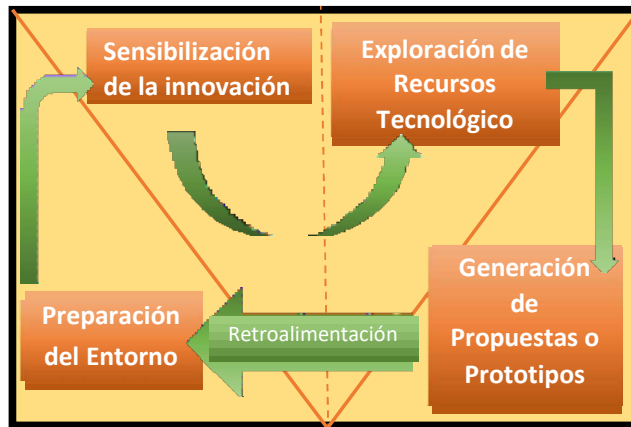 Sensibilización
de la innovación
Exploración de
Recursos
Tecnológico
Generación
de
Propuestas o
Prototipos
Retroalimentación
Preparación
del Entorno